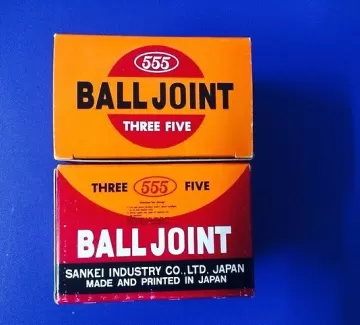 555
BALL JOINT
THREE FIVE
THREE 555 FIVE
BALL JOINT
SANKEI INDUSTRY CO., LTD. JAPAN
MADE AND PRINTED IN JAPAN